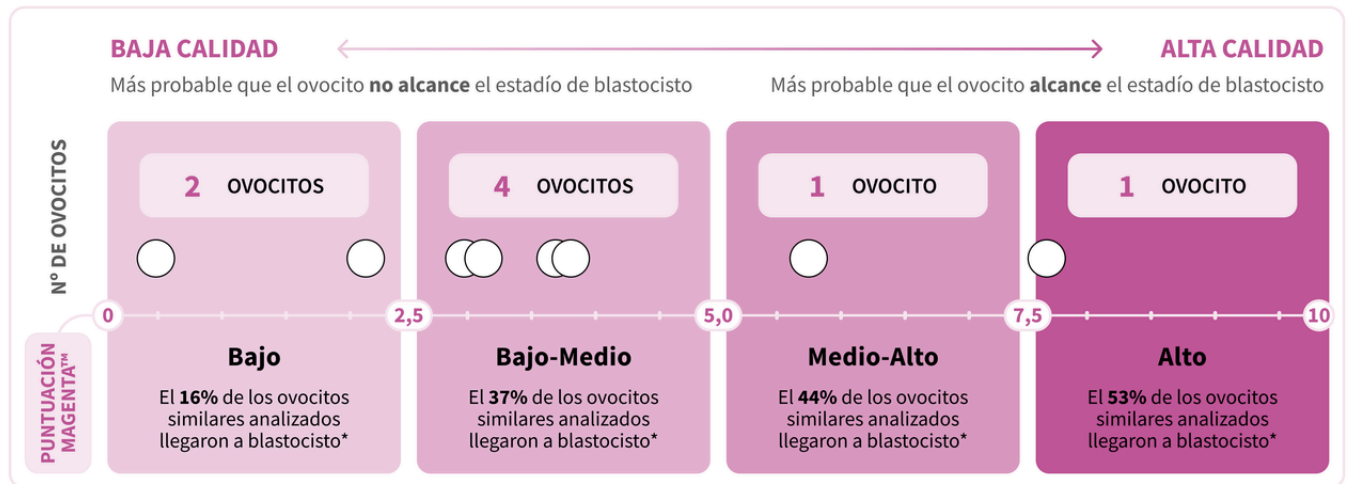 BAJA CALIDAD
ALTA CALIDAD
Más probable que el ovocito no alcance el estadío de blastocisto
Más probable que el ovocito alcance el estadío de blastocisto
Nº DE OVOCITOS
2 OVOCITOS
4 OVOCITOS
1 OVOCITO
1 OVOCITO
PUNTUACIÓN
MAGENTA™
0
2,5
5,0
7,5
10
Bajo
El 16% de los ovocitos
similares analizados
llegaron a blastocisto*
Bajo-Medio
El 37% de los ovocitos
similares analizados
llegaron a blastocisto*
Medio-Alto
El 44% de los ovocitos
similares analizados
llegaron a blastocisto*
Alto
El 53% de los ovocitos
similares analizados
llegaron a blastocisto*